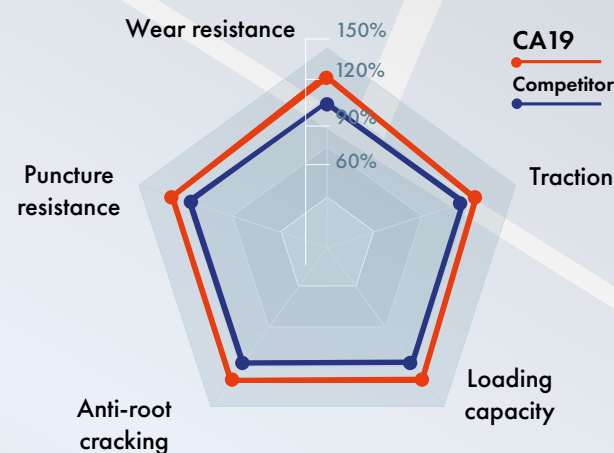 Wear resistance
150%
120%
90%
60%
CA19
Competitor
Puncture
resistance
Traction
Anti-root
cracking
Loading
capacity